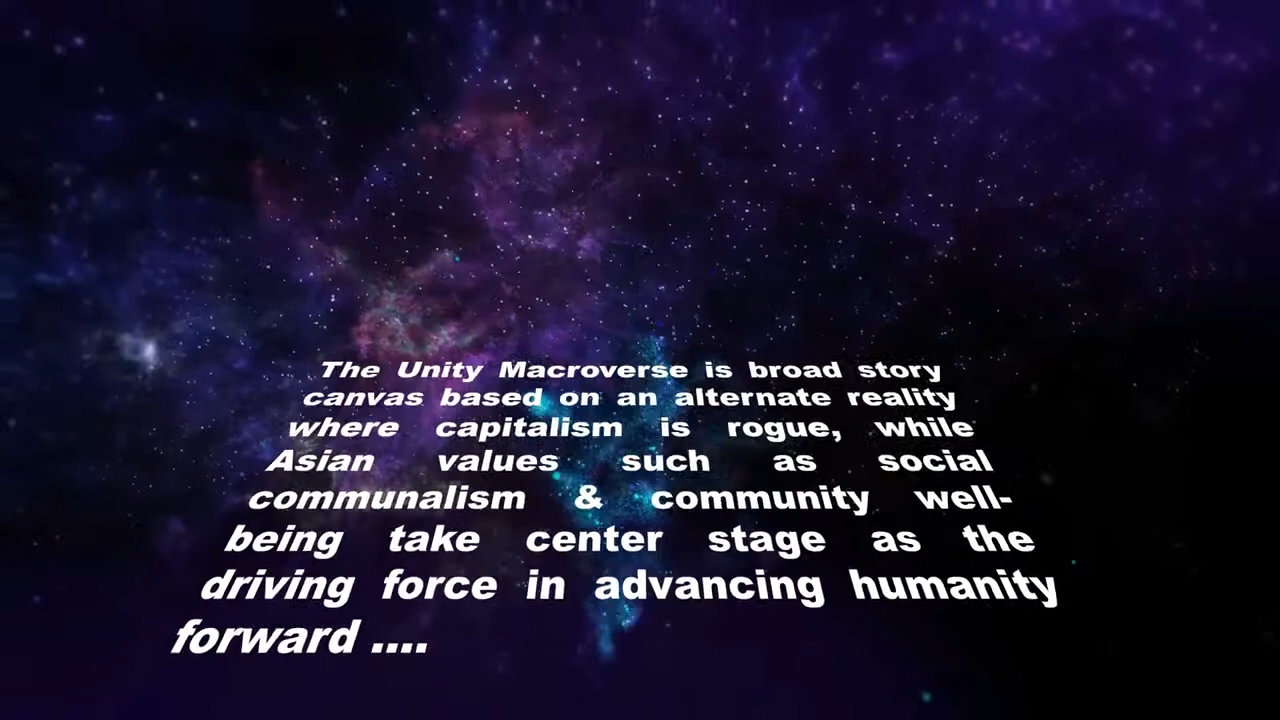 The Unity Macroverse is broad story
canvas based on an alternate reality
where capitalism is rogue, while
Asian values such as social
communalism & community well-
being take center stage as the
driving force in advancing humanity
forward ....